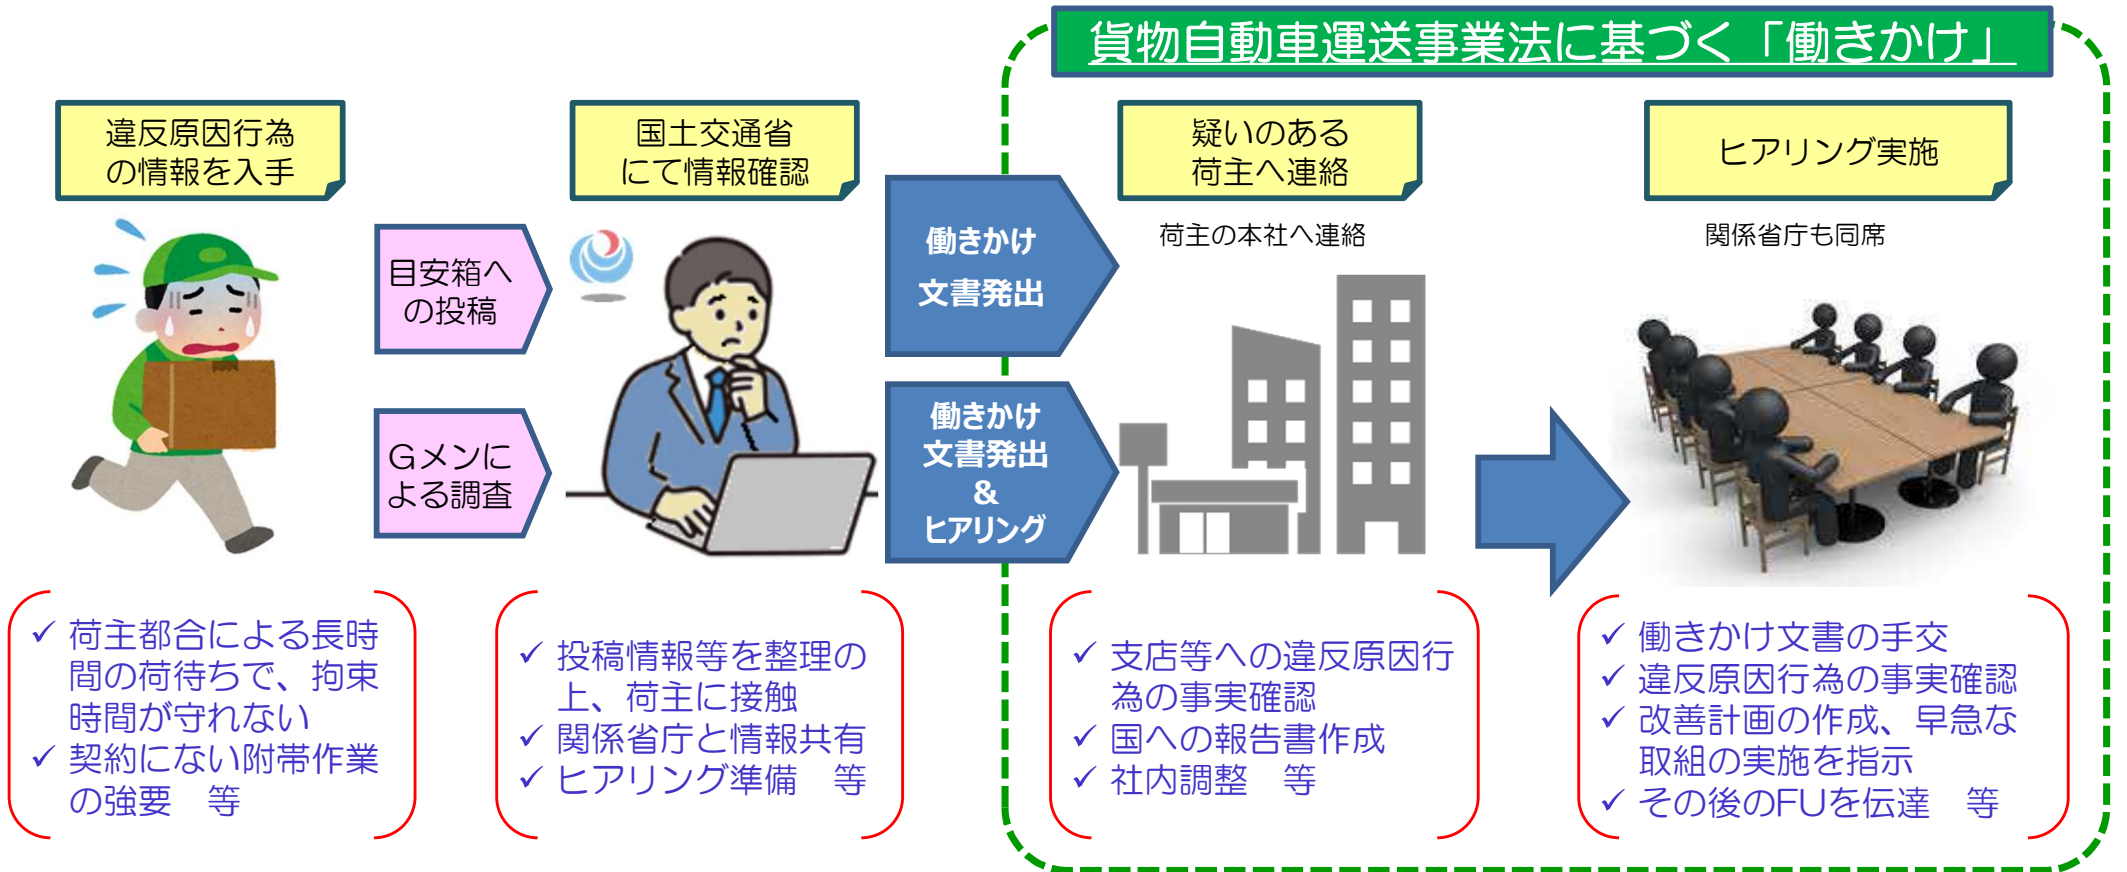 貨物自動車運送事業法に基づく「働きかけ」
違反原因行為
の情報を入手
目安箱へ
の投稿
Gメンに
よる調査
✓ 荷主都合による長時
間の荷待ちで、拘束
時間が守れない
✓ 契約にない附帯作業
の強要　等
国土交通省
にて情報確認
✓ 投稿情報等を整理の
上、荷主に接触
✓ 関係省庁と情報共有
✓ ヒアリング準備　等
働きかけ
文書発出
働きかけ
文書発出
&
ヒアリング
疑いのある
荷主へ連絡
荷主の本社へ連絡
✓ 支店等への違反原因行
為の事実確認
✓ 国への報告書作成
✓ 社内調整　等
ヒアリング実施
関係省庁も同席
✓ 働きかけ文書の手交
✓ 違反原因行為の事実確認
✓ 改善計画の作成、早急な
取組の実施を指示
✓ その後のFUを伝達　等